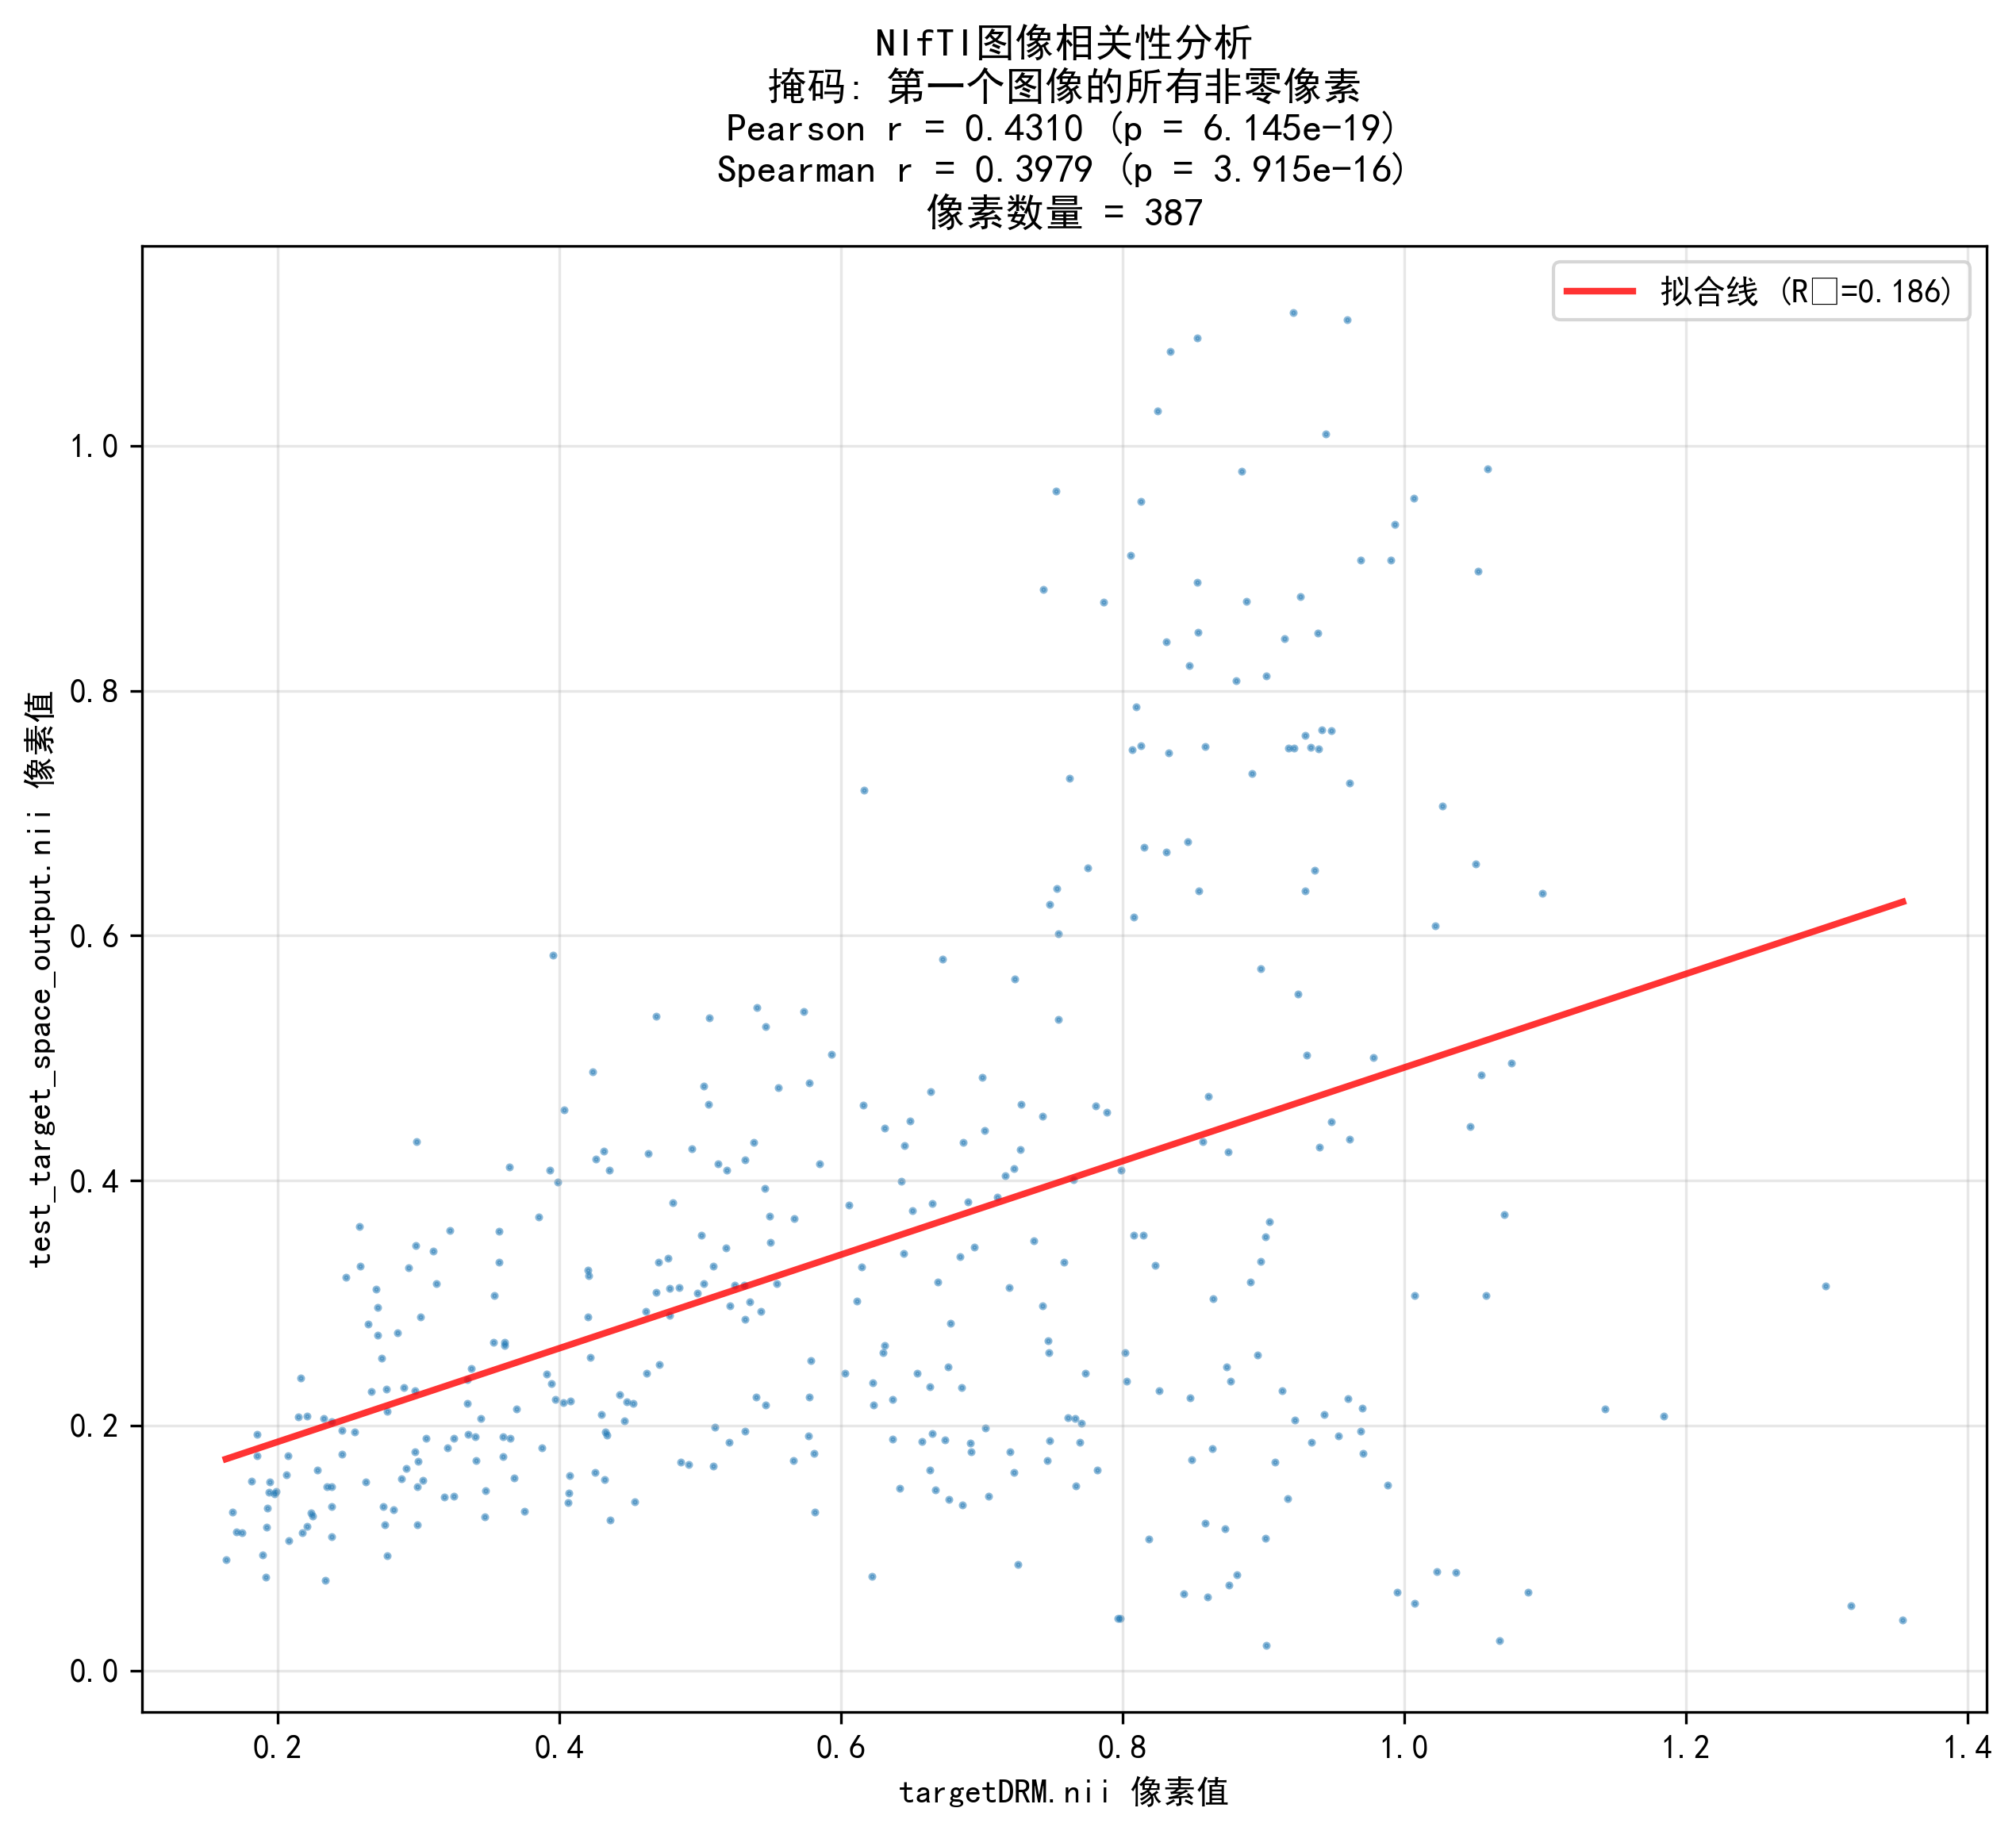 NIfTI图像相关性分析
掩码: 第一个图像的所有非零像素
Pearson r = 0.4310 (p = 6.145e-19)
Spearman r = 0.3979 (p = 3.915e-16)
像素数量 = 387
拟合线 (R□=0.186)
1.0
0.8
0.6
0.4
0.2
0.0
test_target_space_output.nii 像素值
0.2 0.4 0.6 0.8 1.0 1.2 1.4
targetDRM.nii 像素值